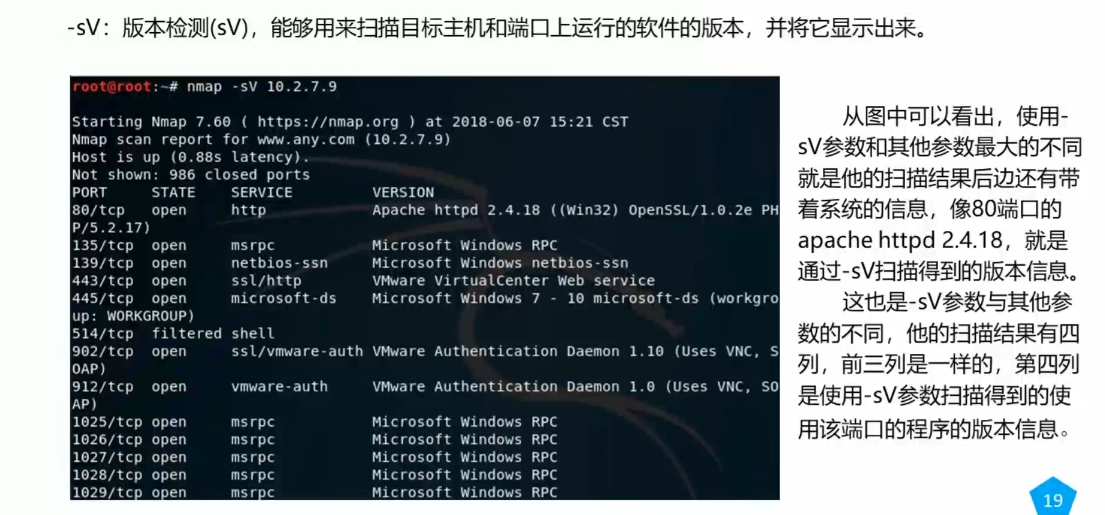 -sV：版本检测(sV)，能够用来扫描目标主机和端口上运行的软件的版本，并将它显示出来。
root@root:~# nmap -sV 10.2.7.9
Starting Nmap 7.60 ( https://nmap.org ) at 2018-06-07 15:21 CST
Nmap scan report for www.any.com (10.2.7.9)
Host is up (0.88s latency).
Not shown: 986 closed ports
PORT     STATE    SERVICE         VERSION
80/tcp   open     http            Apache httpd 2.4.18 ((Win32) OpenSSL/1.0.2e PH
P/5.2.17)
135/tcp  open     msrpc           Microsoft Windows RPC
139/tcp  open     netbios-ssn     Microsoft Windows netbios-ssn
443/tcp  open     ssl/http        VMware VirtualCenter Web service
445/tcp  open     microsoft-ds    Microsoft Windows 7 - 10 microsoft-ds (workgro
up: WORKGROUP)
514/tcp  filtered shell
902/tcp  open     ssl/vmware-auth VMware Authentication Daemon 1.10 (Uses VNC, S
OAP)
912/tcp  open     vmware-auth     VMware Authentication Daemon 1.0 (Uses VNC, SO
AP)
1025/tcp open     msrpc           Microsoft Windows RPC
1026/tcp open     msrpc           Microsoft Windows RPC
1027/tcp open     msrpc           Microsoft Windows RPC
1028/tcp open     msrpc           Microsoft Windows RPC
1029/tcp open     msrpc           Microsoft Windows RPC
从图中可以看出，使用-
sV参数和其他参数最大的不同
就是他的扫描结果后边还有带
着系统的信息，像80端口的
apache httpd 2.4.18，就是
通过-sV扫描得到的版本信息。
这也是-sV参数与其他参
数的不同，他的扫描结果有四
列，前三列是一样的，第四列
是使用-sV参数扫描得到的使
用该端口的程序的版本信息。
19